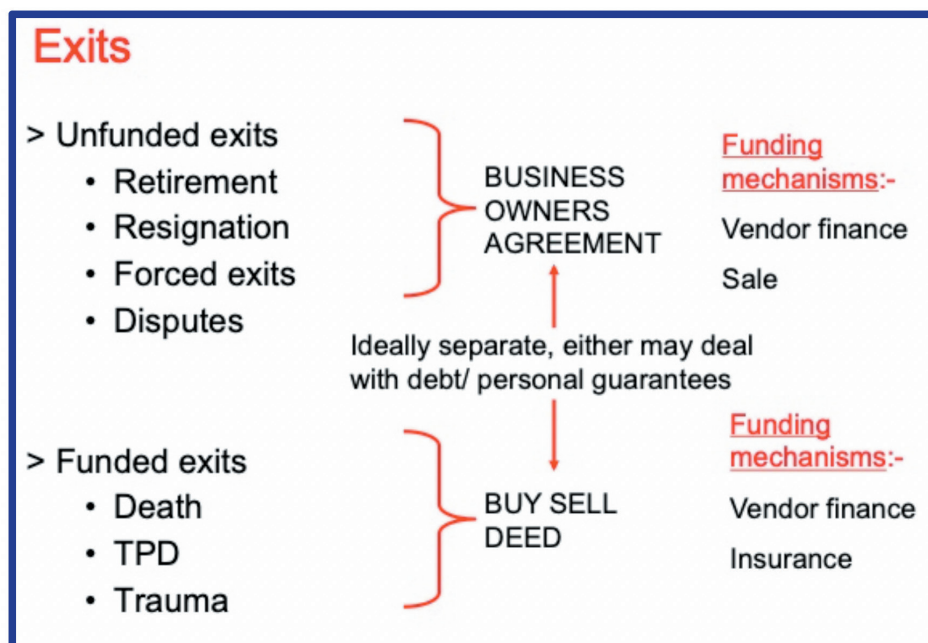 Exits
> Unfunded exits
• Retirement
• Resignation
• Forced exits
• Disputes
BUSINESS
OWNERS
AGREEMENT
Funding
mechanisms:-
Vendor finance
Sale
Ideally separate, either may deal
with debt/ personal guarantees
> Funded exits
• Death
• TPD
• Trauma
BUY SELL
DEED
Funding
mechanisms:-
Vendor finance
Insurance